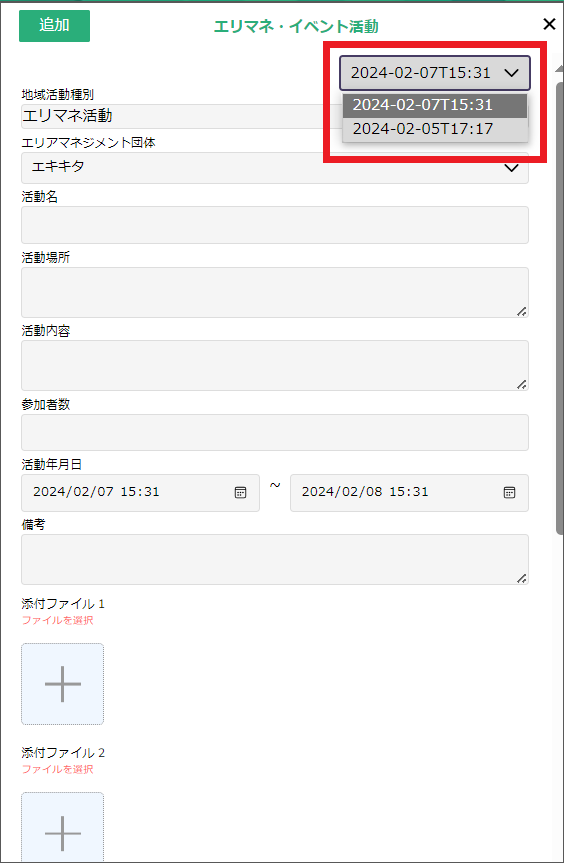 追加
エリマネ・イベント活動
2024-02-07T15:31
2024-02-07T15:31
2024-02-05T17:17
地域活動種別
エリマネ活動
エリアマネジメント団体
エキキタ
活動名
活動場所
活動内容
参加者数
活動年月日
2024/02/07 15:31 ~ 2024/02/08 15:31
備考
添付ファイル 1
ファイルを選択
添付ファイル 2
ファイルを選択